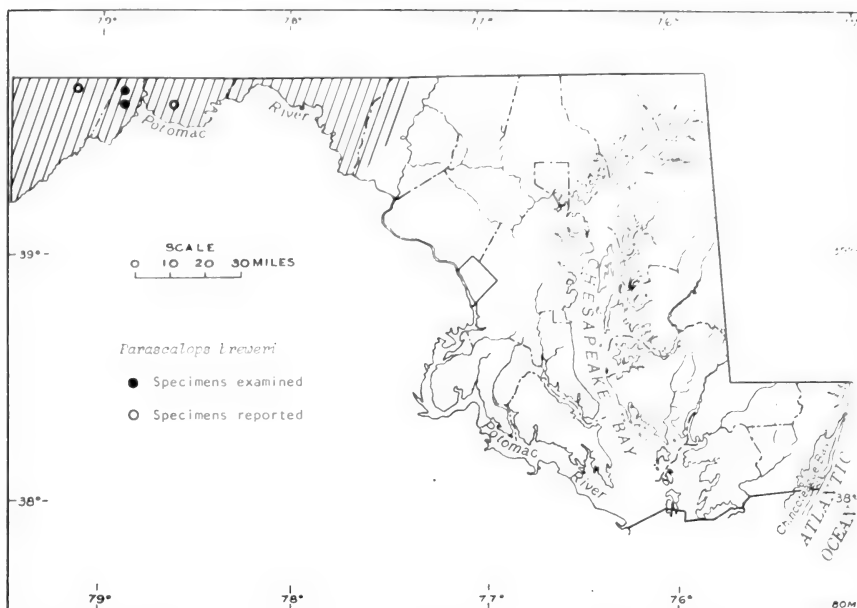 79° 78° 77° 76°
Potomac
River
39°
SCALE
0 10 20 30 MILES
CHESAPEAKE BAY
Parascalops breweri
● Specimens examined
○ Specimens reported
Potomac
River
38° 38°
ATLANTIC
OCEAN
79° 78° 77° 76°